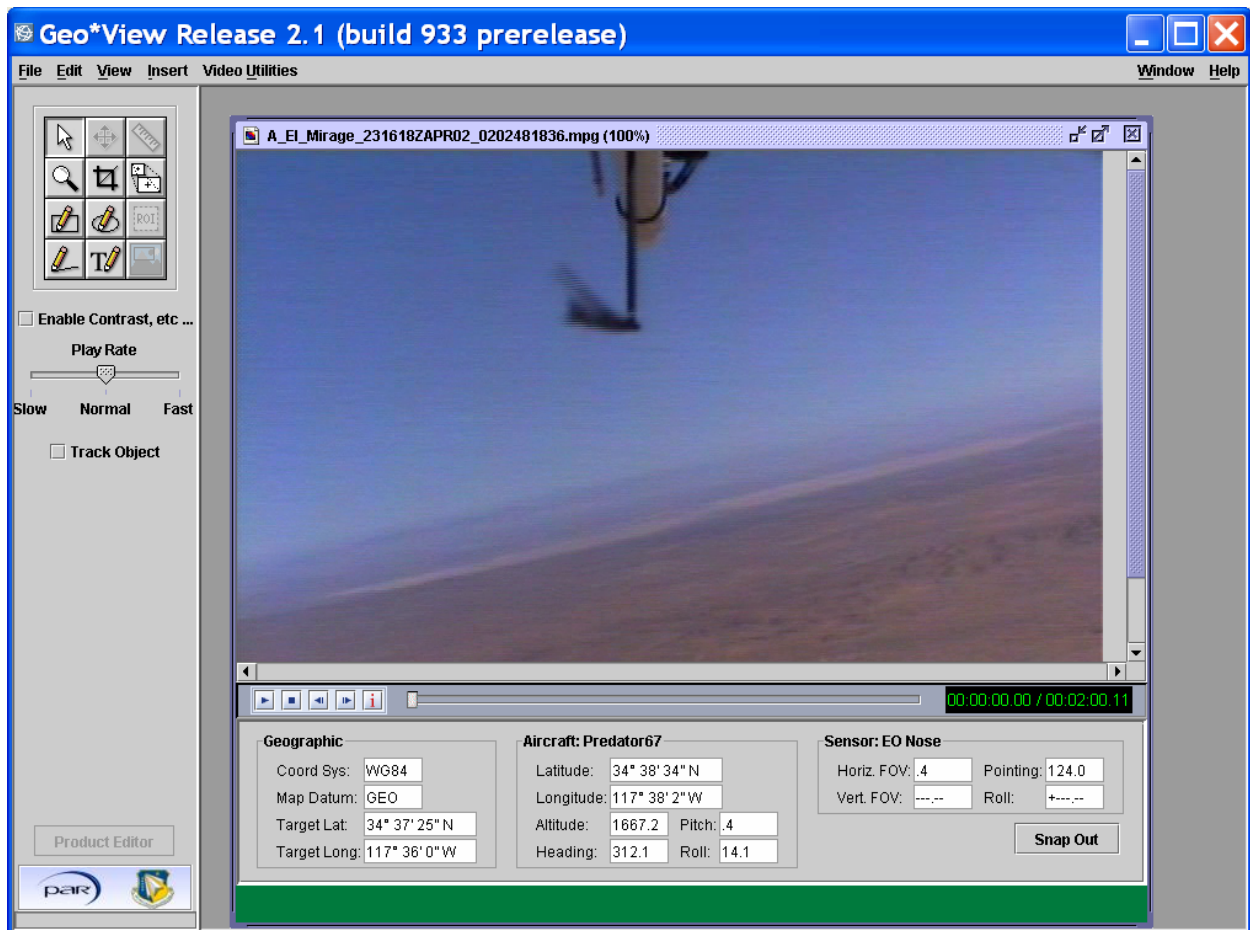 Geo*View Release 2.1 (build 933 prerelease)
File Edit View Insert Video Utilities Window Help
A_El_Mirage_231618ZAPR02_0202481836.mpg (100%)
ROI
T
Enable Contrast, etc ...
Play Rate
Slow Normal Fast
Track Object
i
00:00:00.00 / 00:02:00.11
Geographic
Coord Sys: WG84
Map Datum: GEO
Target Lat: 34° 37' 25" N
Target Long: 117° 36' 0" W
Aircraft: Predator67
Latitude: 34° 38' 34" N
Longitude: 117° 38' 2" W
Altitude: 1667.2 Pitch: .4
Heading: 312.1 Roll: 14.1
Sensor: EO Nose
Horiz. FOV: .4 Pointing: 124.0
Vert. FOV: ---.-- Roll: +---.--
Snap Out
Product Editor
par